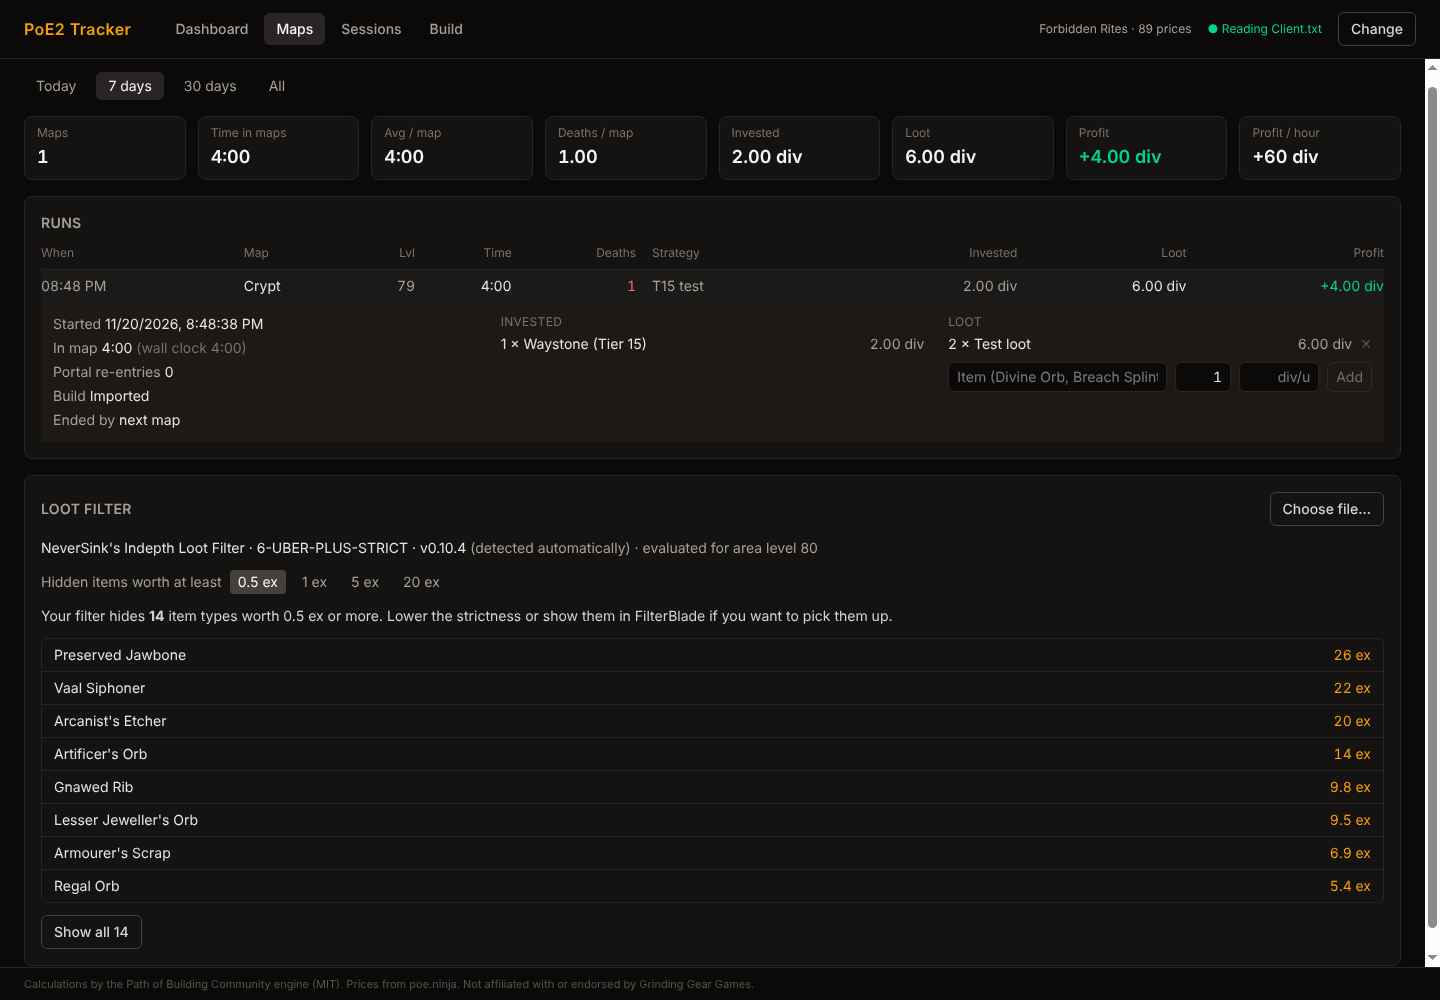 PoE2 Tracker Dashboard Maps Sessions Build Forbidden Rites · 89 prices Reading Client.txt Change
Today 7 days 30 days All
Maps Time in maps Avg / map Deaths / map Invested Loot Profit Profit / hour
1 4:00 4:00 1.00 2.00 div 6.00 div +4.00 div +60 div
RUNS
When Map Lvl Time Deaths Strategy Invested Loot Profit
08:48 PM Crypt 79 4:00 1 T15 test 2.00 div 6.00 div +4.00 div
Started 11/20/2026, 8:48:38 PM
In map 4:00 (wall clock 4:00)
Portal re-entries 0
Build Imported
Ended by next map
INVESTED
1 × Waystone (Tier 15) 2.00 div
LOOT
2 × Test loot 6.00 div ×
Item (Divine Orb, Breach Splint 1 div/u Add
LOOT FILTER Choose file...
NeverSink's Indepth Loot Filter · 6-UBER-PLUS-STRICT · v0.10.4 (detected automatically) · evaluated for area level 80
Hidden items worth at least 0.5 ex 1 ex 5 ex 20 ex
Your filter hides 14 item types worth 0.5 ex or more. Lower the strictness or show them in FilterBlade if you want to pick them up.
Preserved Jawbone 26 ex
Vaal Siphoner 22 ex
Arcanist's Etcher 20 ex
Artificer's Orb 14 ex
Gnawed Rib 9.8 ex
Lesser Jeweller's Orb 9.5 ex
Armourer's Scrap 6.9 ex
Regal Orb 5.4 ex
Show all 14
Calculations by the Path of Building Community engine (MIT). Prices from poe.ninja. Not affiliated with or endorsed by Grinding Gear Games.